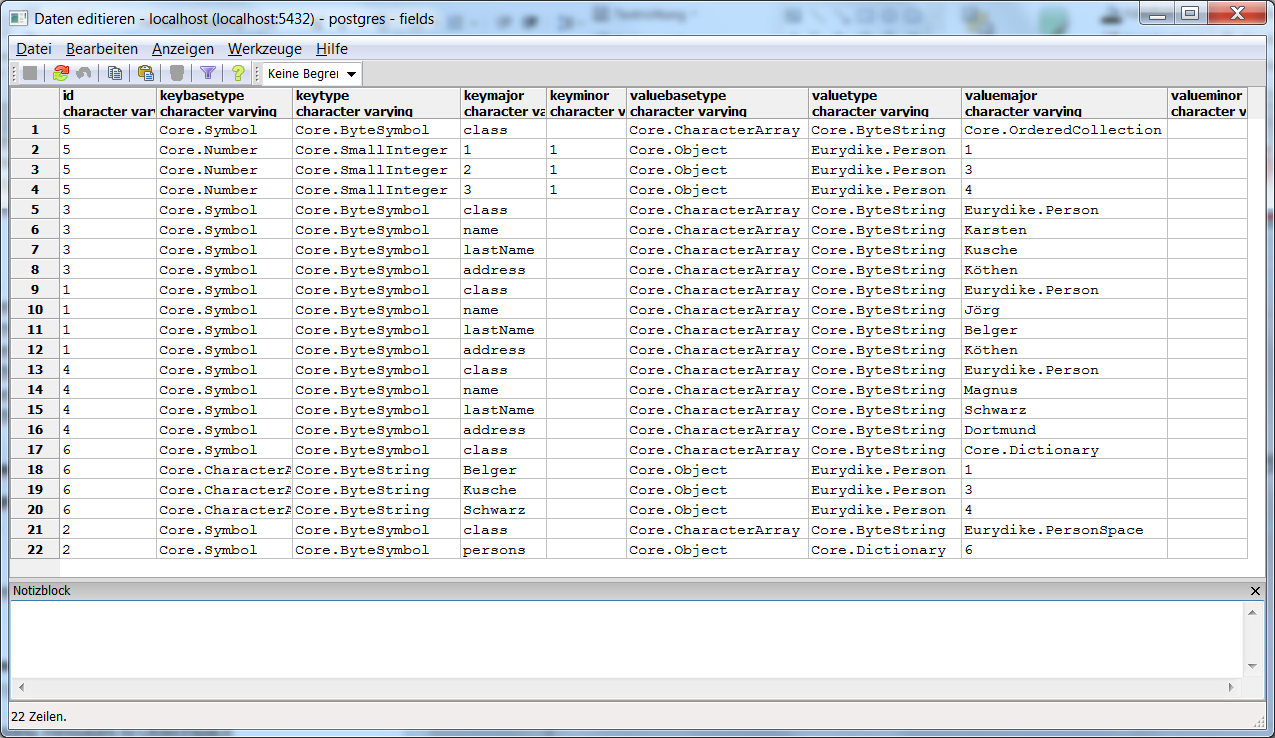 Daten editieren - localhost (localhost:5432) - postgres - fields
Datei Bearbeiten Anzeigen Werkzeuge Hilfe
Keine Begrei
id keybasetype keytype keymajor keyminor valuebasetype valuetype valuemajor valueminor
character var character varying character varying character va character v character varying character varying character varying character v
1 5 Core.Symbol Core.ByteSymbol class Core.CharacterArray Core.ByteString Core.OrderedCollection
2 5 Core.Number Core.SmallInteger 1 1 Core.Object Eurydike.Person 1
3 5 Core.Number Core.SmallInteger 2 1 Core.Object Eurydike.Person 3
4 5 Core.Number Core.SmallInteger 3 1 Core.Object Eurydike.Person 4
5 3 Core.Symbol Core.ByteSymbol class Core.CharacterArray Core.ByteString Eurydike.Person
6 3 Core.Symbol Core.ByteSymbol name Core.CharacterArray Core.ByteString Karsten
7 3 Core.Symbol Core.ByteSymbol lastName Core.CharacterArray Core.ByteString Kusche
8 3 Core.Symbol Core.ByteSymbol address Core.CharacterArray Core.ByteString Köthen
9 1 Core.Symbol Core.ByteSymbol class Core.CharacterArray Core.ByteString Eurydike.Person
10 1 Core.Symbol Core.ByteSymbol name Core.CharacterArray Core.ByteString Jörg
11 1 Core.Symbol Core.ByteSymbol lastName Core.CharacterArray Core.ByteString Belger
12 1 Core.Symbol Core.ByteSymbol address Core.CharacterArray Core.ByteString Köthen
13 4 Core.Symbol Core.ByteSymbol class Core.CharacterArray Core.ByteString Eurydike.Person
14 4 Core.Symbol Core.ByteSymbol name Core.CharacterArray Core.ByteString Magnus
15 4 Core.Symbol Core.ByteSymbol lastName Core.CharacterArray Core.ByteString Schwarz
16 4 Core.Symbol Core.ByteSymbol address Core.CharacterArray Core.ByteString Dortmund
17 6 Core.Symbol Core.ByteSymbol class Core.CharacterArray Core.ByteString Core.Dictionary
18 6 Core.CharacterA Core.ByteString Belger Core.Object Eurydike.Person 1
19 6 Core.CharacterA Core.ByteString Kusche Core.Object Eurydike.Person 3
20 6 Core.CharacterA Core.ByteString Schwarz Core.Object Eurydike.Person 4
21 2 Core.Symbol Core.ByteSymbol class Core.CharacterArray Core.ByteString Eurydike.PersonSpace
22 2 Core.Symbol Core.ByteSymbol persons Core.Object Core.Dictionary 6
Notizblock
22 Zeilen.